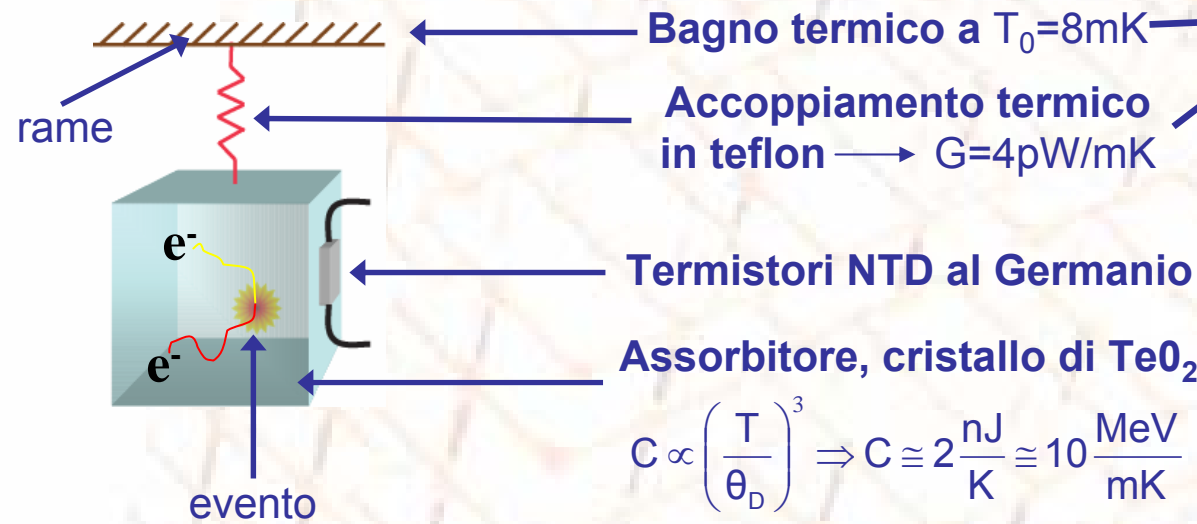 Bagno termico a T₀=8mK
rame
Accoppiamento termico
in teflon → G=4pW/mK
e⁻
Termistori NTD al Germanio
e⁻
Assorbitore, cristallo di Te0₂
C ∝ (T/θ_D)³ ⇒ C ≅ 2 nJ/K ≅ 10 MeV/mK
evento